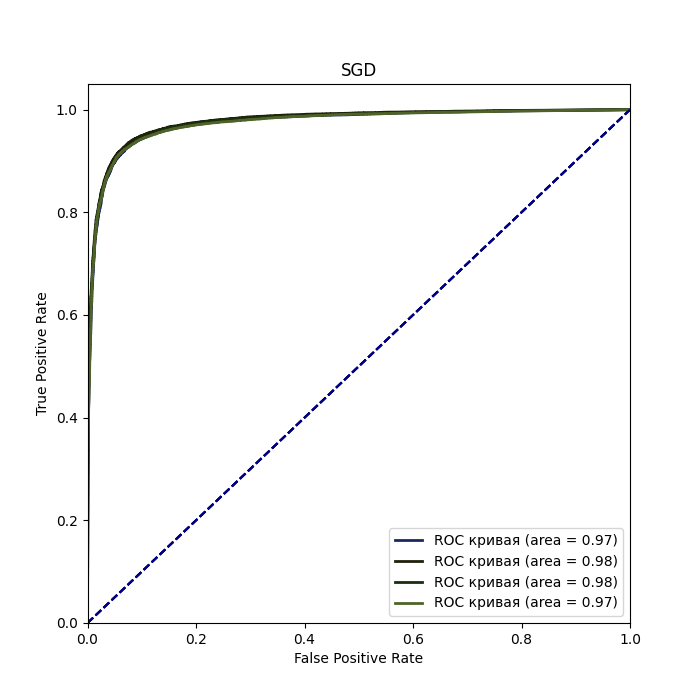 SGD
True Positive Rate
1.0
0.8
0.6
0.4
0.2
0.0
ROC кривая (area = 0.97)
ROC кривая (area = 0.98)
ROC кривая (area = 0.98)
ROC кривая (area = 0.97)
0.0 0.2 0.4 0.6 0.8 1.0
False Positive Rate